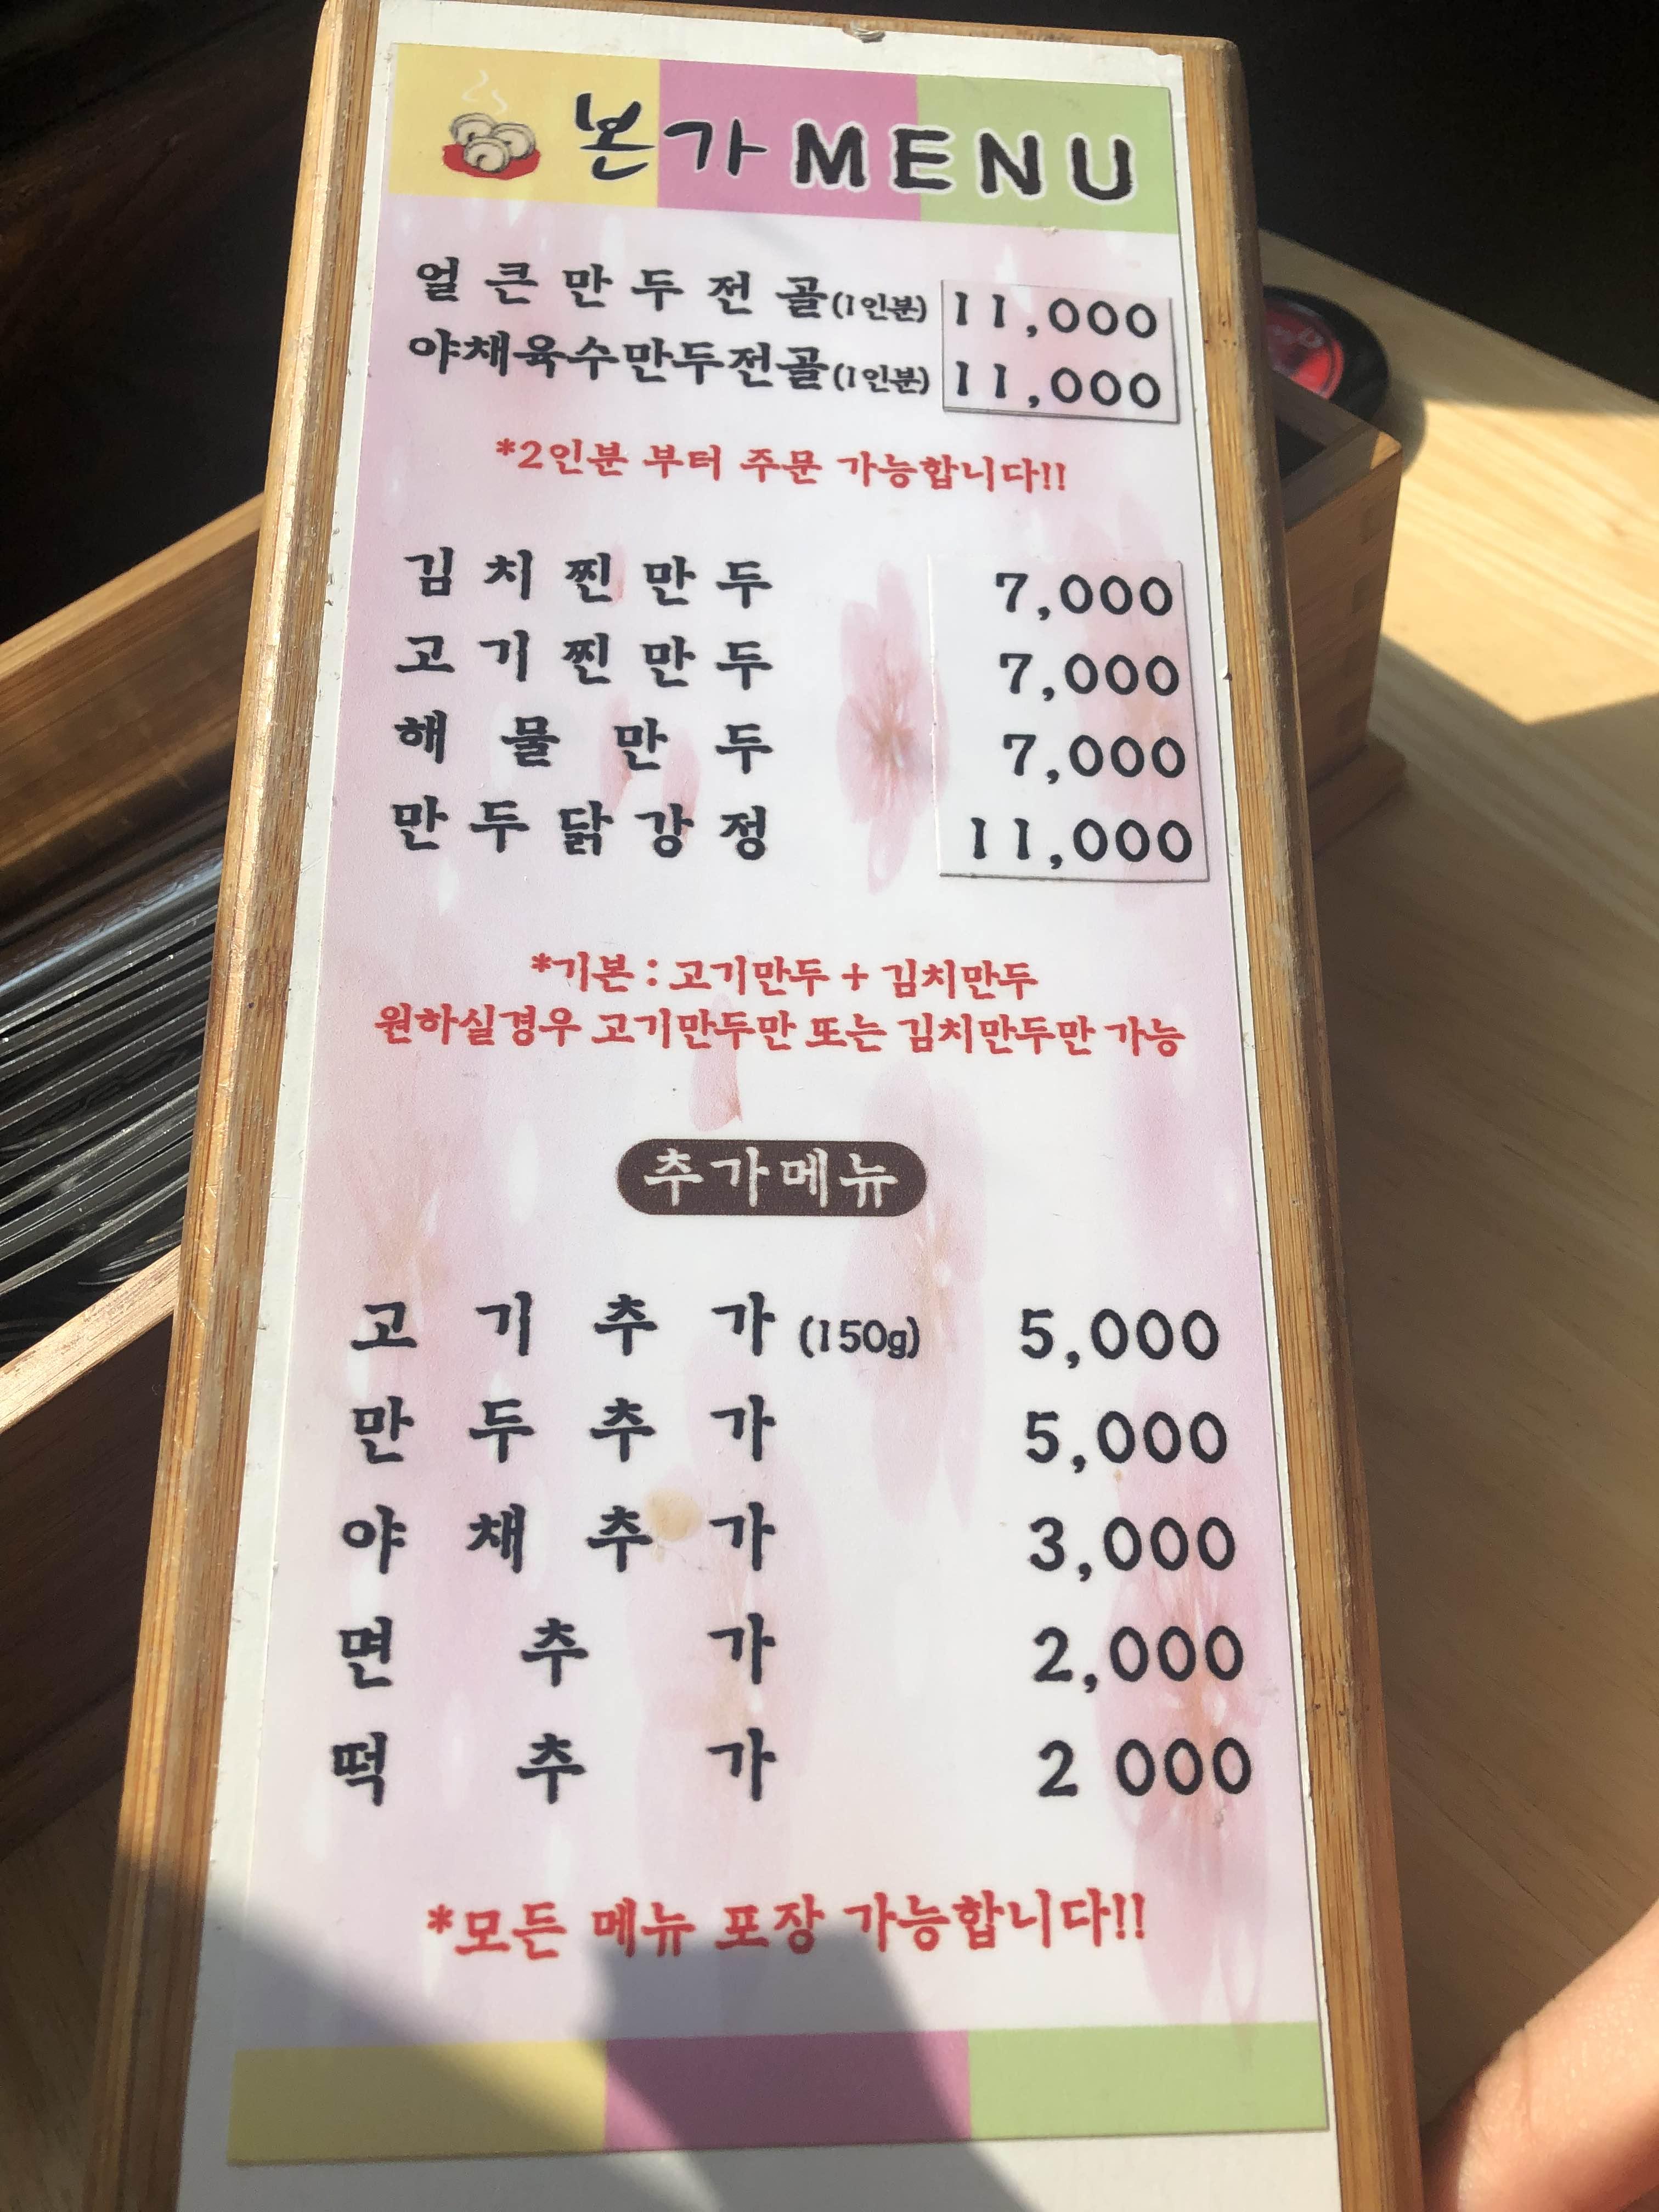 본가 MENU
얼큰만두전골(1인분) 11,000
야채육수만두전골(1인분) 11,000
*2인분 부터 주문 가능합니다!!
김치찐만두 7,000
고기찐만두 7,000
해물만두 7,000
만두닭강정 11,000
*기본 : 고기만두 + 김치만두
원하실경우 고기만두만 또는 김치만두만 가능
추가메뉴
고기추가(150g) 5,000
만두추가 5,000
야채추가 3,000
면추가 2,000
떡추가 2 000
*모든 메뉴 포장 가능합니다!!